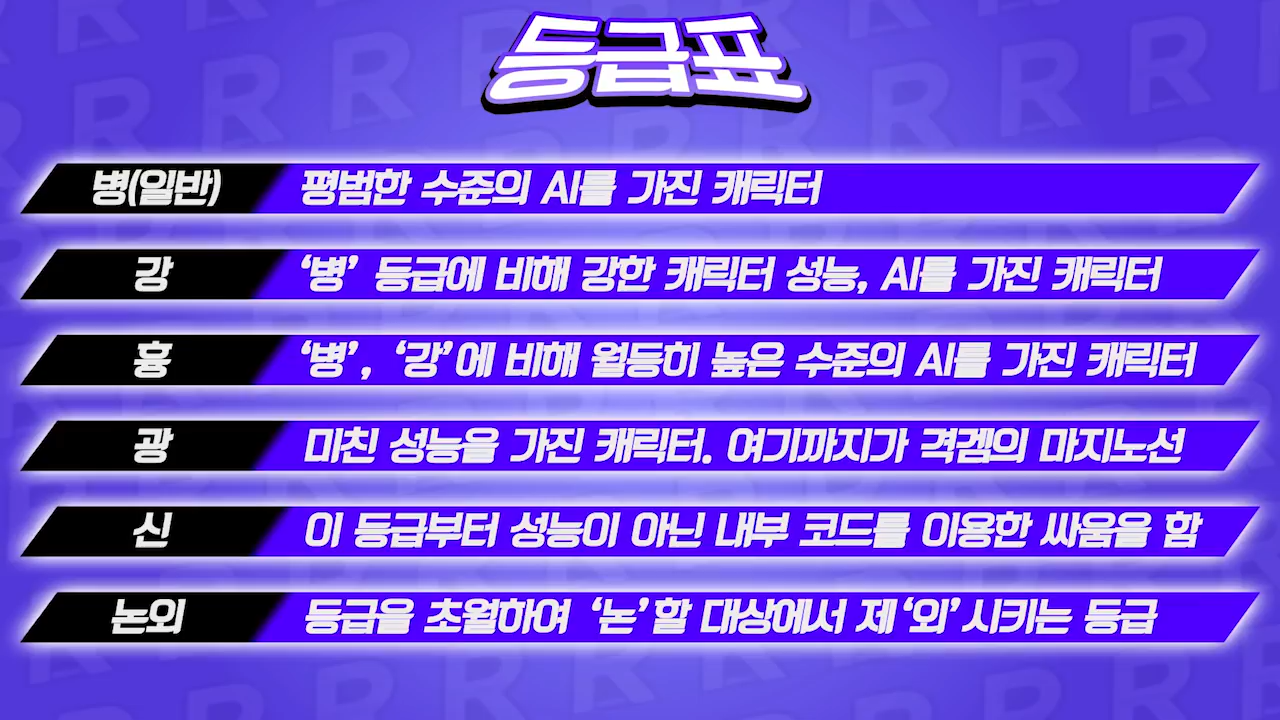 등급표
병(일반) 평범한 수준의 AI를 가진 캐릭터
강 ‘병’ 등급에 비해 강한 캐릭터 성능, AI를 가진 캐릭터
흉 ‘병’, ‘강’에 비해 월등히 높은 수준의 AI를 가진 캐릭터
광 미친 성능을 가진 캐릭터. 여기까지가 격겜의 마지노선
신 이 등급부터 성능이 아닌 내부 코드를 이용한 싸움을 함
논외 등급을 초월하여 ‘논’할 대상에서 제‘외’시키는 등급